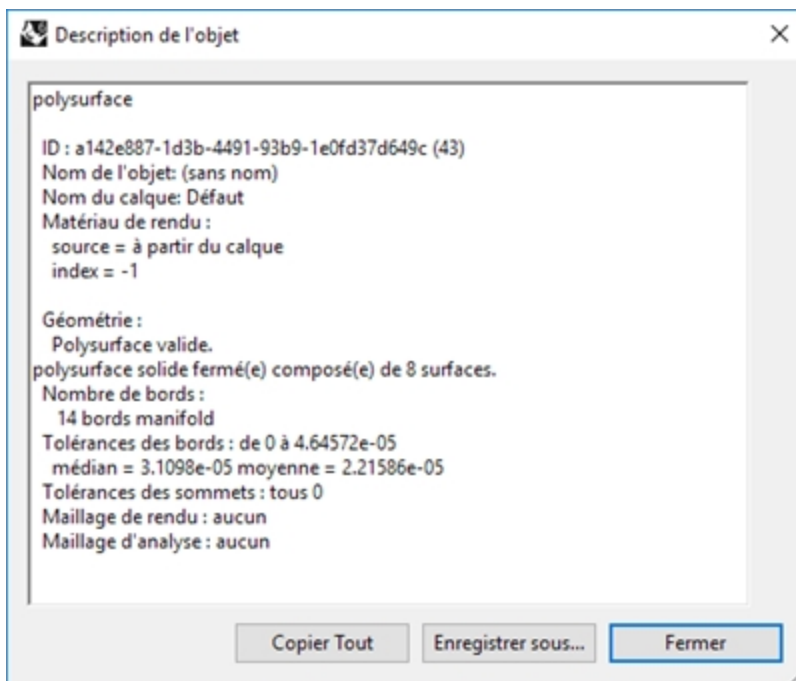 Description de l'objet
polysurface
ID : a142e887-1d3b-4491-93b9-1e0fd37d649c (43)
Nom de l'objet: (sans nom)
Nom du calque: Défaut
Matériau de rendu :
source = à partir du calque
index = -1
Géométrie :
Polysurface valide.
polysurface solide fermé(e) composé(e) de 8 surfaces.
Nombre de bords :
14 bords manifold
Tolérances des bords : de 0 à 4.64572e-05
médian = 3.1098e-05 moyenne = 2.21586e-05
Tolérances des sommets : tous 0
Maillage de rendu : aucun
Maillage d'analyse : aucun
Copier Tout Enregistrer sous... Fermer